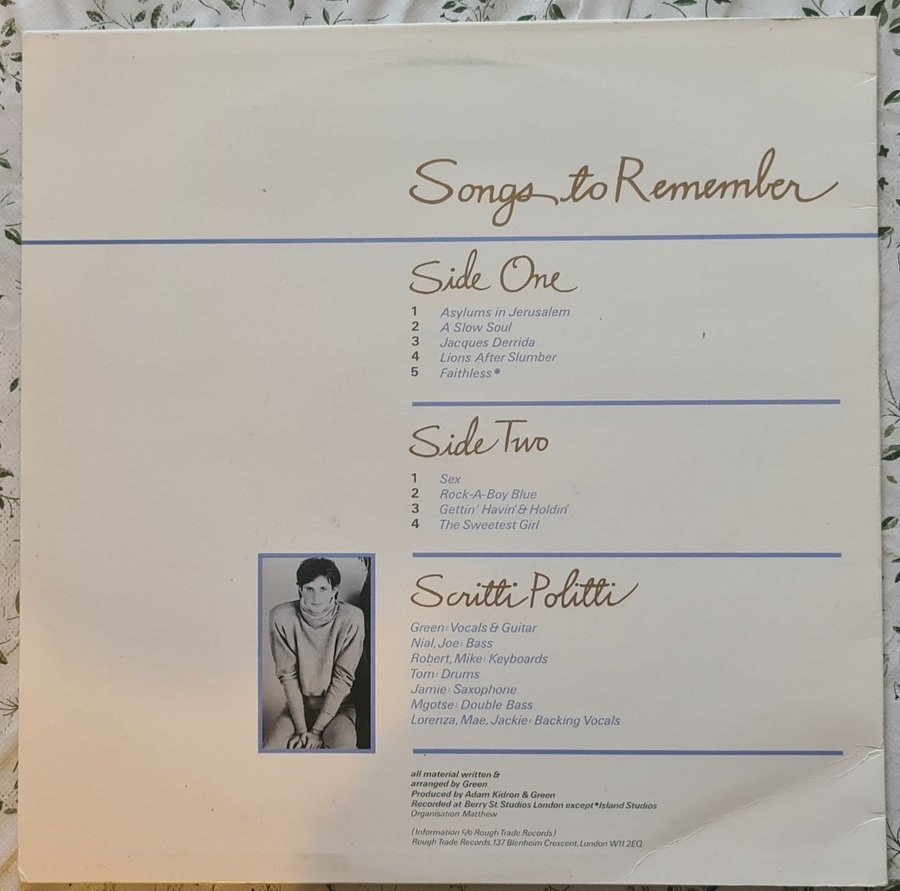 Songs to Remember
Side One
1 Asylums in Jerusalem
2 A Slow Soul
3 Jacques Derrida
4 Lions After Slumber
5 Faithless*
Side Two
1 Sex
2 Rock-A-Boy Blue
3 Gettin' Havin' & Holdin'
4 The Sweetest Girl
Scritti Politti
Green: Vocals & Guitar
Nial, Joe: Bass
Robert, Mike: Keyboards
Tom: Drums
Jamie: Saxophone
Mgotse: Double Bass
Lorenza, Mae, Jackie: Backing Vocals
all material written &
arranged by Green
Produced by Adam Kidron & Green
Recorded at Berry St. Studios London except *Island Studios
Organisation Matthew
(Information c/o Rough Trade Records)
Rough Trade Records, 137 Blenheim Crescent, London W11 2EQ.